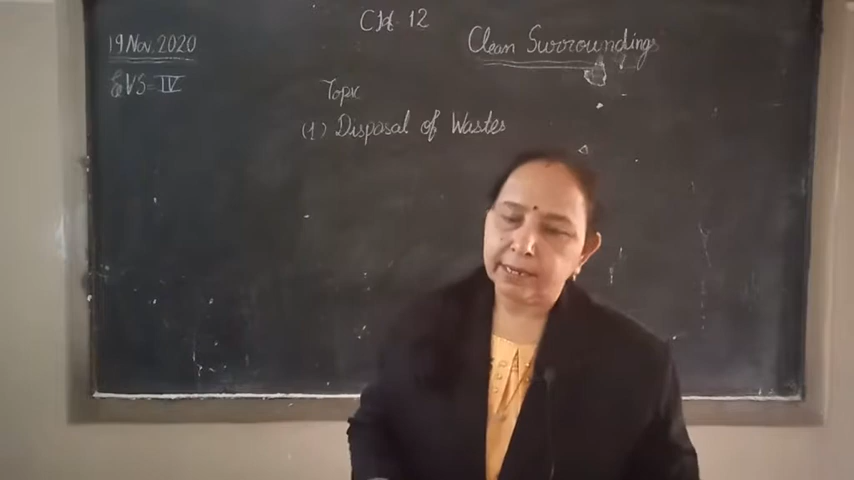 19 Nov. 2020
CH - 12
Clean Surroundings
EVS - IV
Topic
(1) Disposal of Wastes